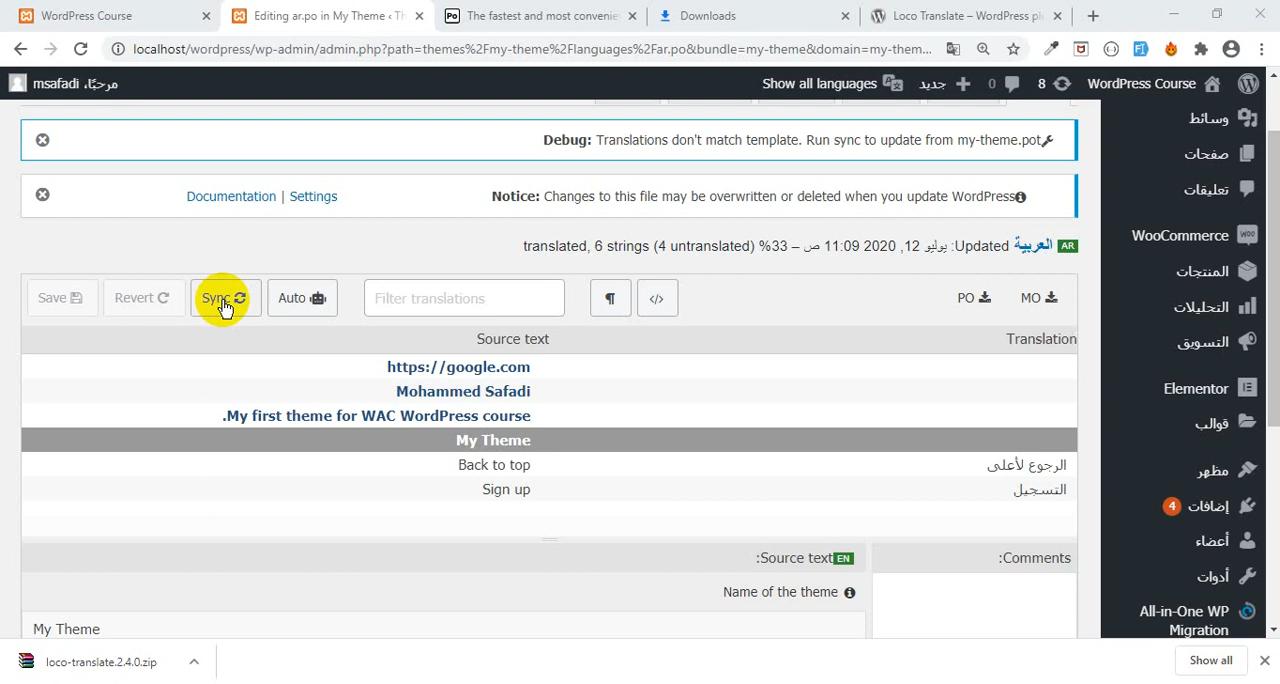 WordPress Course
Editing ar.po in My Theme ‹ Th
Po The fastest and most convenie
Downloads
Loco Translate – WordPress pl
localhost/wordpress/wp-admin/admin.php?path=themes%2Fmy-theme%2Flanguages%2Far.po&bundle=my-theme&domain=my-them...
مرحبًا، msafadi
Show all languages
جديد
0
8
WordPress Course
Debug: Translations don't match template. Run sync to update from my-theme.pot
Documentation | Settings
Notice: Changes to this file may be overwritten or deleted when you update WordPress
translated, 6 strings (4 untranslated) %33 – يوليو 12, 2020 11:09 ص :Updated العربية AR
Save
Revert
Sync
Auto
Filter translations
¶
</>
PO
MO
Source text
Translation
https://google.com
Mohammed Safadi
.My first theme for WAC WordPress course
My Theme
Back to top
الرجوع لأعلى
Sign up
التسجيل
:Source text EN
:Comments
Name of the theme
My Theme
وسائط
صفحات
تعليقات
WooCommerce
المنتجات
التحليلات
التسويق
Elementor
قوالب
مظهر
إضافات 4
أعضاء
أدوات
All-in-One WP
Migration
loco-translate.2.4.0.zip
Show all